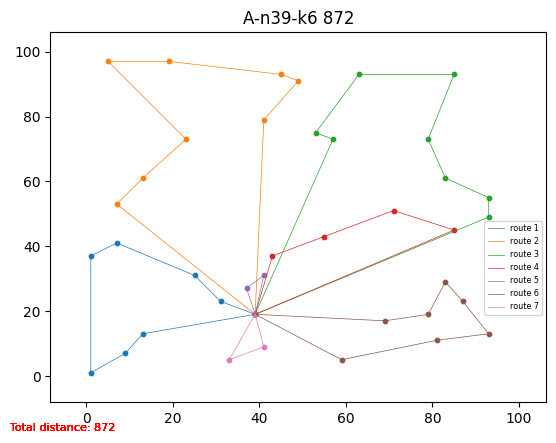 A-n39-k6 872
100
80
60
40
20
0
route 1
route 2
route 3
route 4
route 5
route 6
route 7
0 20 40 60 80 100
Total distance: 872